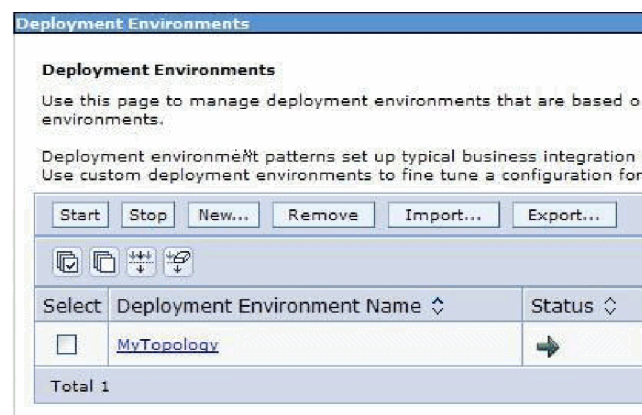 Deployment Environments
Deployment Environments
Use this page to manage deployment environments that are based o
environments.
Deployment environment patterns set up typical business integration
Use custom deployment environments to fine tune a configuration for
Start Stop New... Remove Import... Export...
Select Deployment Environment Name Status
MyTopology
Total 1